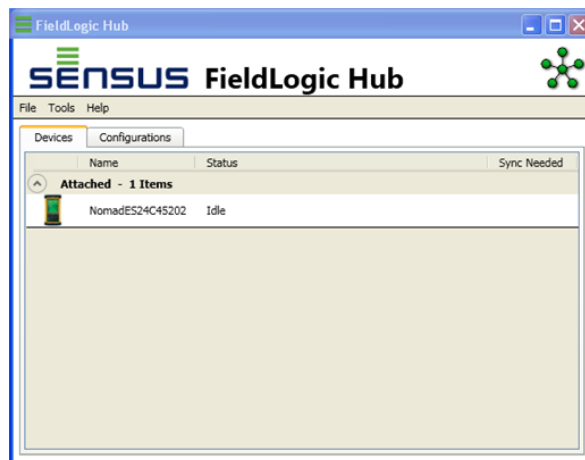 FieldLogic Hub
SENSUS FieldLogic Hub
File Tools Help
Devices Configurations
Name Status Sync Needed
Attached - 1 Items
NomadES24C45202 Idle